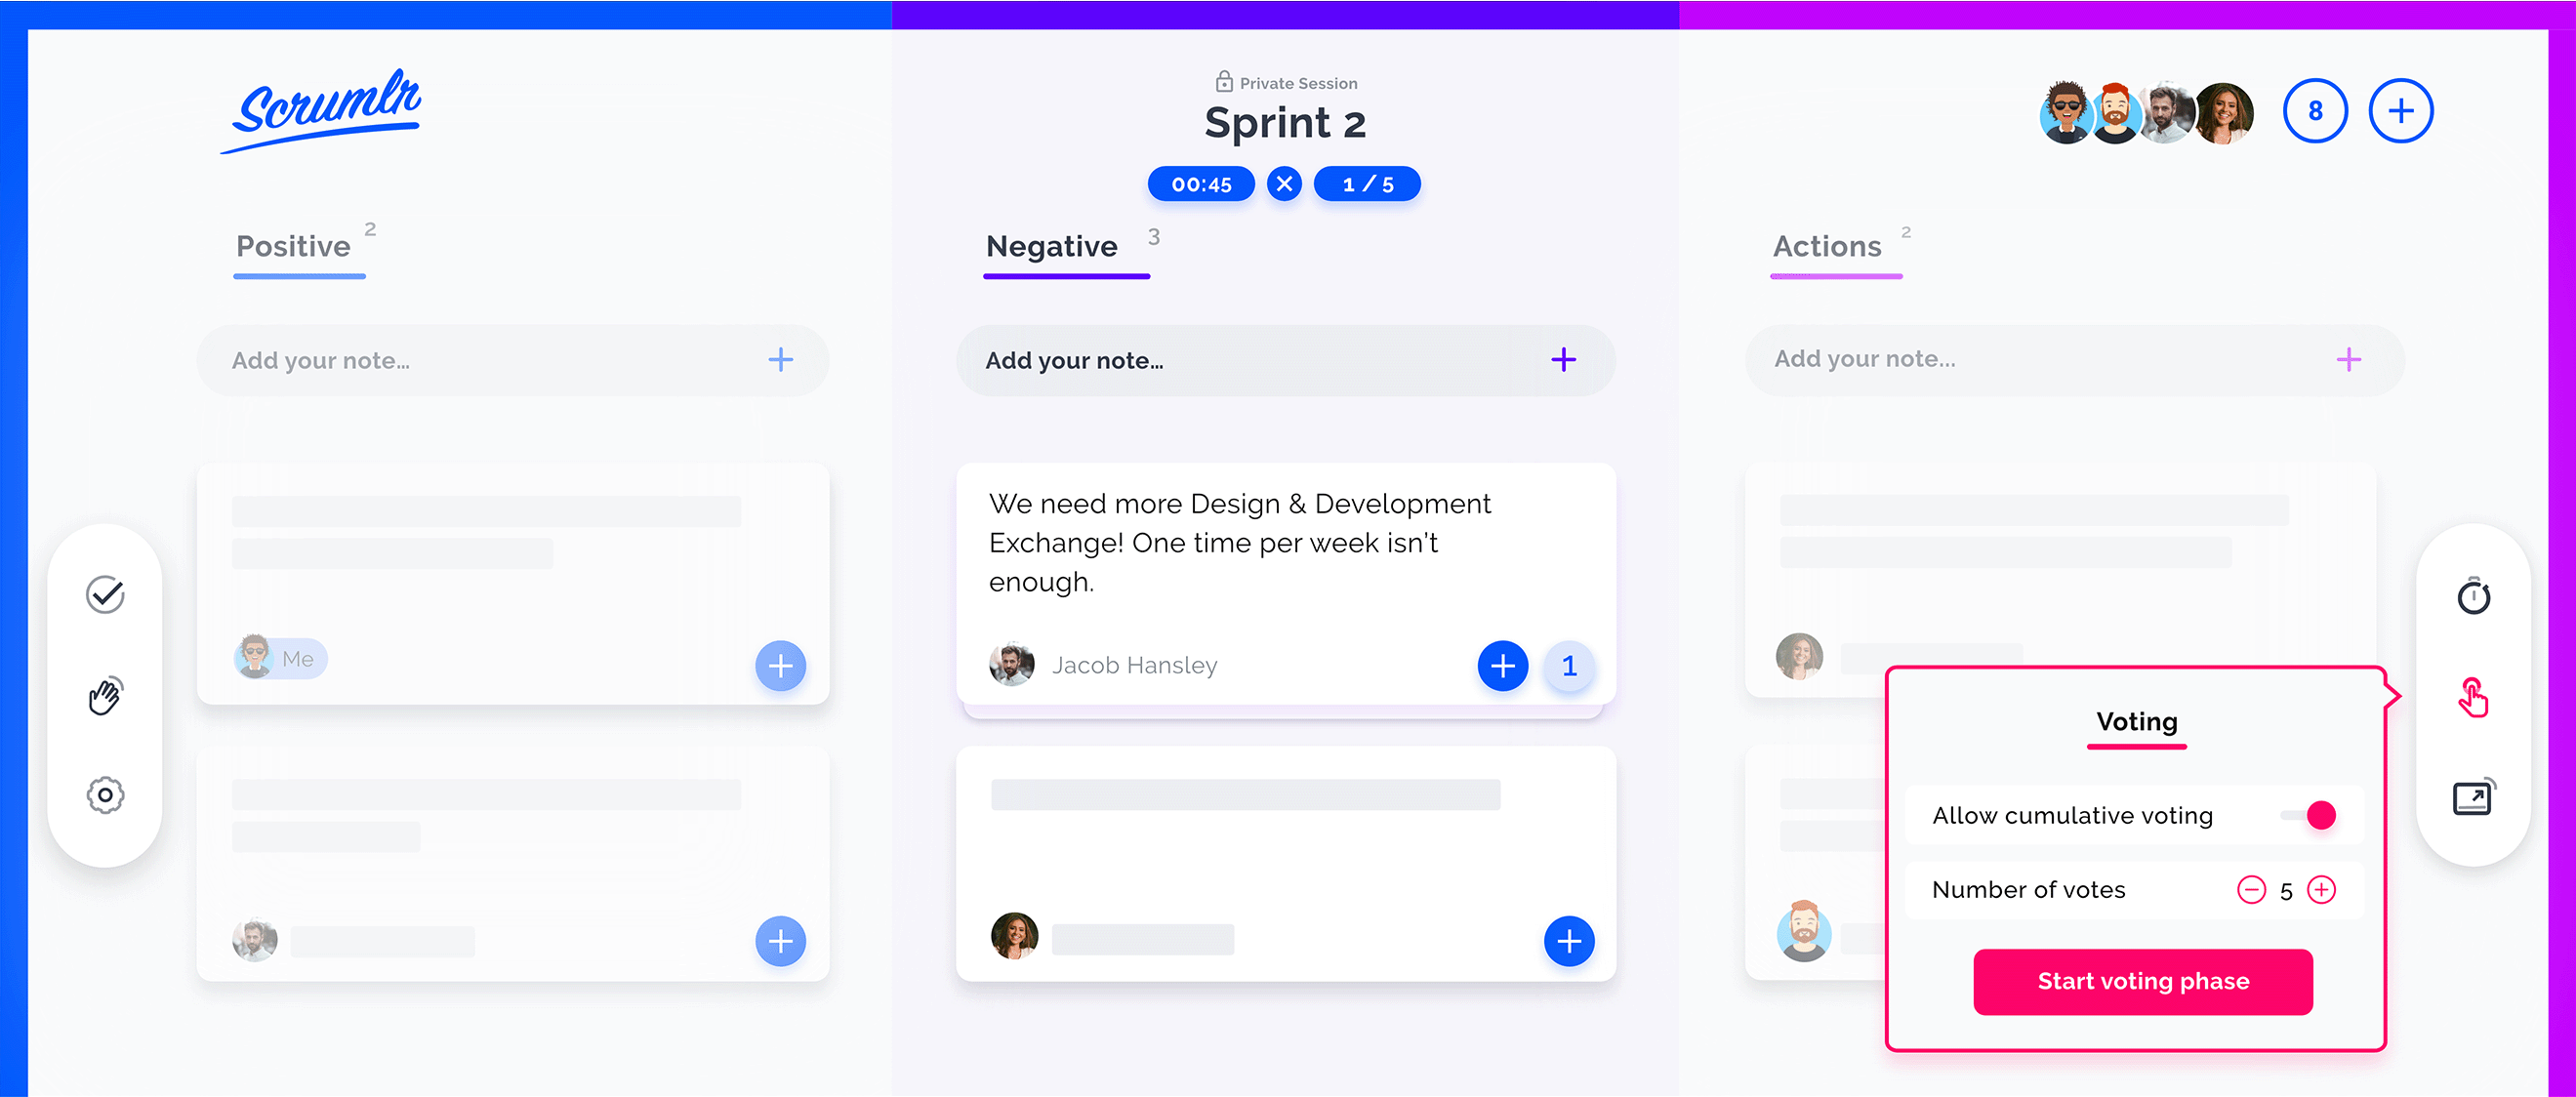 Scrumlr
Private Session
Sprint 2
00:45
1 / 5
8
Positive 2
Add your note...
Me
Negative 3
Add your note...
We need more Design & Development
Exchange! One time per week isn’t
enough.
Jacob Hansley
1
Actions 2
Add your note...
Voting
Allow cumulative voting
Number of votes 5
Start voting phase